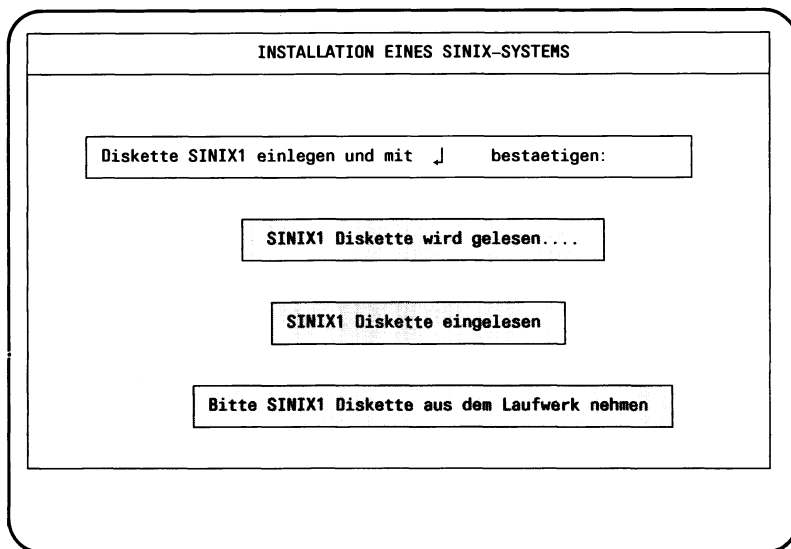 INSTALLATION EINES SINIX–SYSTEMS
Diskette SINIX1 einlegen und mit ↵ bestaetigen:
SINIX1 Diskette wird gelesen....
SINIX1 Diskette eingelesen
Bitte SINIX1 Diskette aus dem Laufwerk nehmen